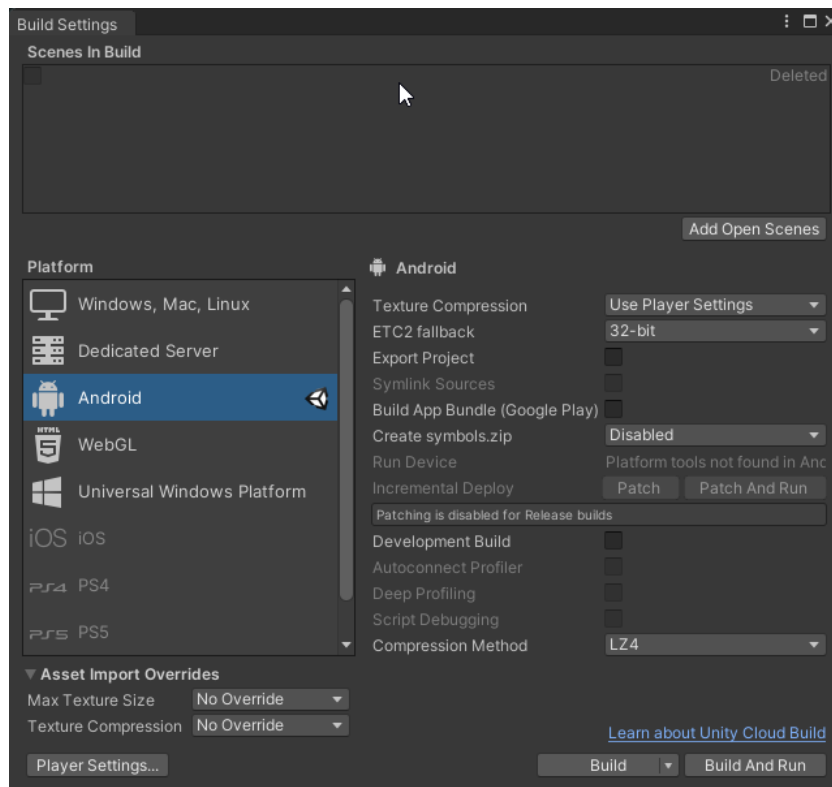 Build Settings
Scenes In Build
Deleted
Add Open Scenes
Platform
Windows, Mac, Linux
Dedicated Server
Android
HTML
5
WebGL
Universal Windows Platform
iOS iOS
PS4 PS4
PS5 PS5
Android
Texture Compression Use Player Settings
ETC2 fallback 32-bit
Export Project
Symlink Sources
Build App Bundle (Google Play)
Create symbols.zip Disabled
Run Device Platform tools not found in And
Incremental Deploy Patch Patch And Run
Patching is disabled for Release builds
Development Build
Autoconnect Profiler
Deep Profiling
Script Debugging
Compression Method LZ4
Asset Import Overrides
Max Texture Size No Override
Texture Compression No Override
Learn about Unity Cloud Build
Player Settings... Build Build And Run